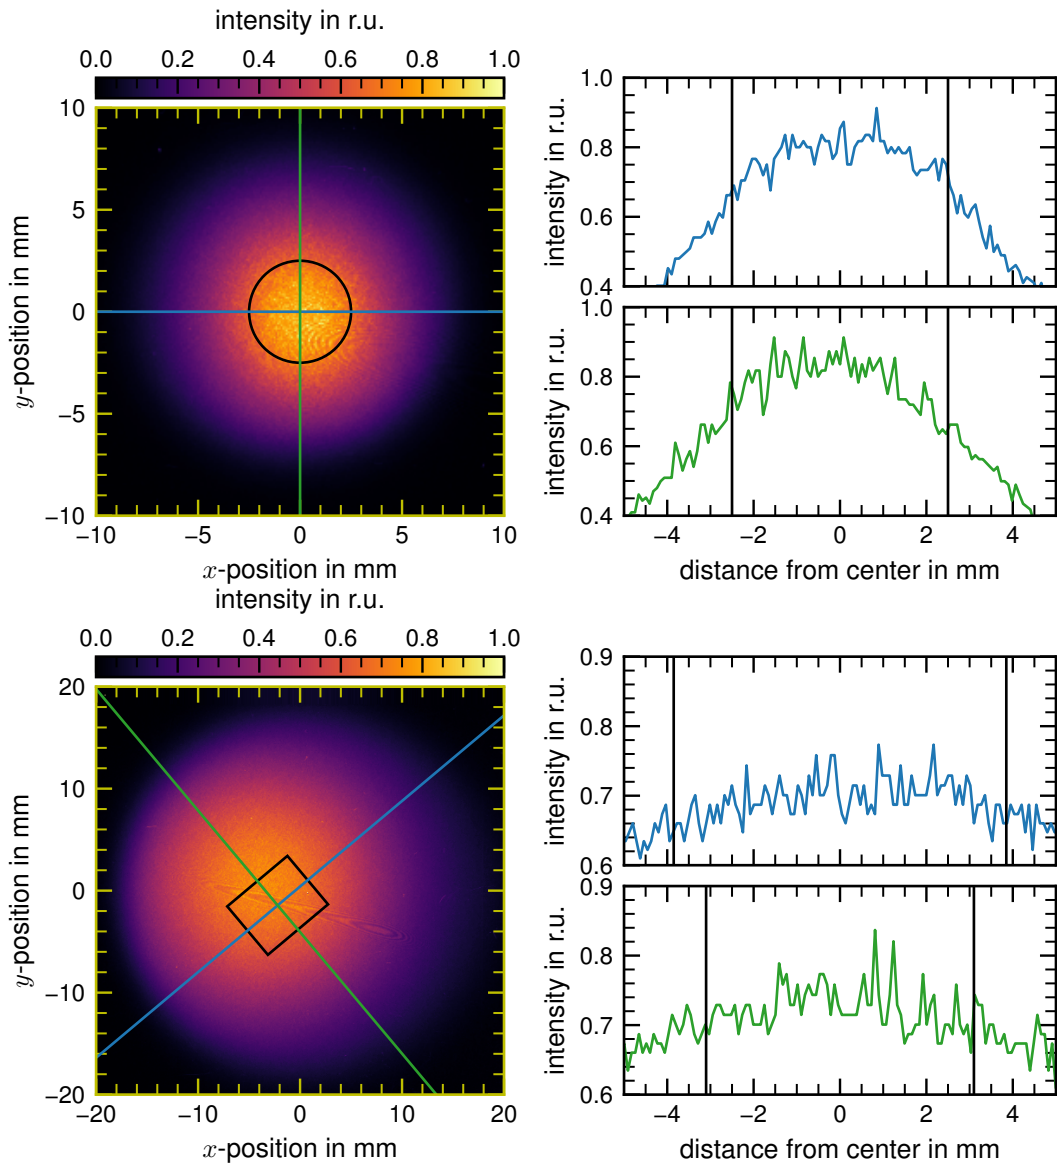 intensity in r.u.
0.0 0.2 0.4 0.6 0.8 1.0
10
5
0
−5
−10
y-position in mm
−10 −5 0 5 10
x-position in mm
1.0
0.8
0.6
0.4
intensity in r.u.
1.0
0.8
0.6
0.4
intensity in r.u.
−4 −2 0 2 4
distance from center in mm
intensity in r.u.
0.0 0.2 0.4 0.6 0.8 1.0
20
10
0
−10
−20
y-position in mm
−20 −10 0 10 20
x-position in mm
0.9
0.8
0.7
0.6
intensity in r.u.
0.9
0.8
0.7
0.6
intensity in r.u.
−4 −2 0 2 4
distance from center in mm